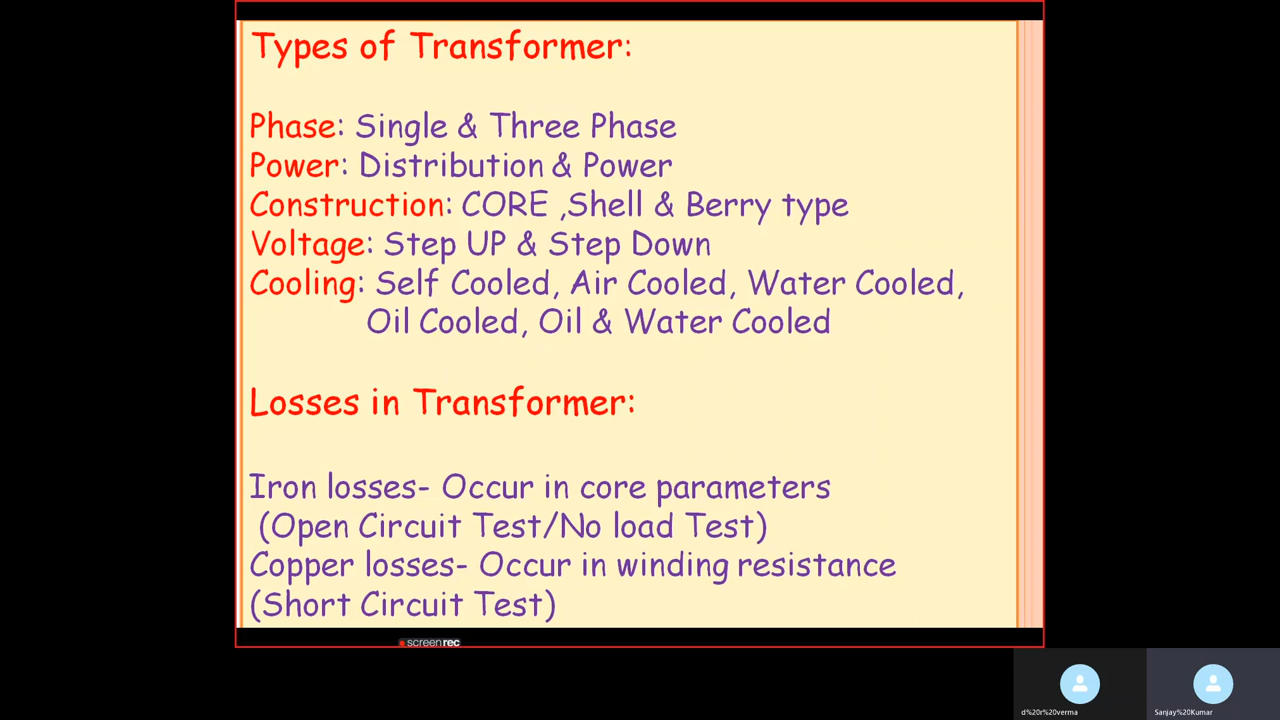 Types of Transformer:
Phase: Single & Three Phase
Power: Distribution & Power
Construction: CORE ,Shell & Berry type
Voltage: Step UP & Step Down
Cooling: Self Cooled, Air Cooled, Water Cooled,
Oil Cooled, Oil & Water Cooled
Losses in Transformer:
Iron losses- Occur in core parameters
(Open Circuit Test/No load Test)
Copper losses- Occur in winding resistance
(Short Circuit Test)
screenrec
d%20r%20verma
Sanjay%20Kumar